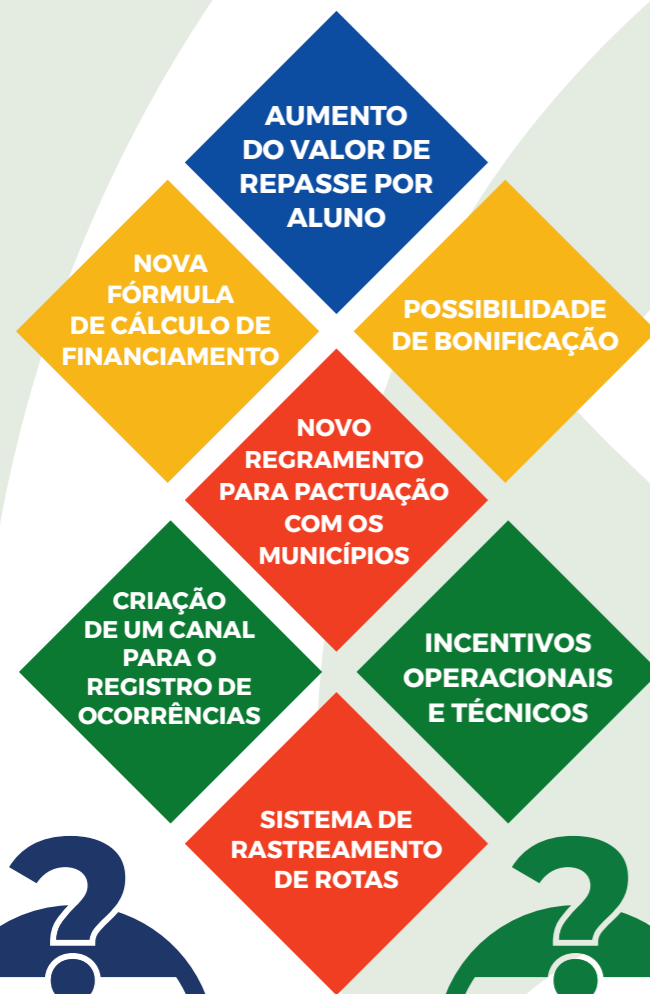 AUMENTO
DO VALOR DE
REPASSE POR
ALUNO
NOVA
FÓRMULA
DE CÁLCULO DE
FINANCIAMENTO
POSSIBILIDADE
DE BONIFICAÇÃO
NOVO
REGRAMENTO
PARA PACTUAÇÃO
COM OS
MUNICÍPIOS
CRIAÇÃO
DE UM CANAL
PARA O
REGISTRO DE
OCORRÊNCIAS
INCENTIVOS
OPERACIONAIS
E TÉCNICOS
SISTEMA DE
RASTREAMENTO
DE ROTAS
?
?